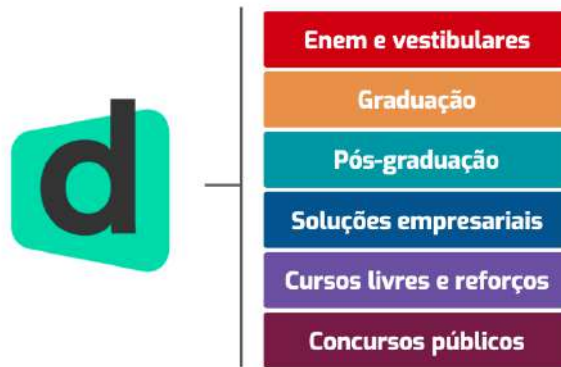 d
Enem e vestibulares
Graduação
Pós-graduação
Soluções empresariais
Cursos livres e reforços
Concursos públicos